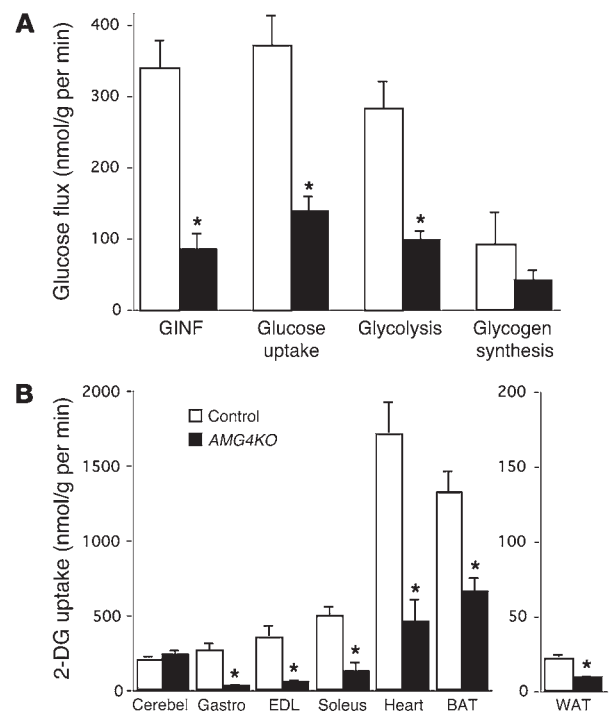 A
Glucose flux (nmol/g per min)
400
300
200
100
0
*
*
*
GINF
Glucose
uptake
Glycolysis
Glycogen
synthesis
B
2-DG uptake (nmol/g per min)
2000
1500
1000
500
0
Control
AMG4KO
*
*
*
*
*
Cerebel
Gastro
EDL
Soleus
Heart
BAT
200
150
100
50
0
*
WAT